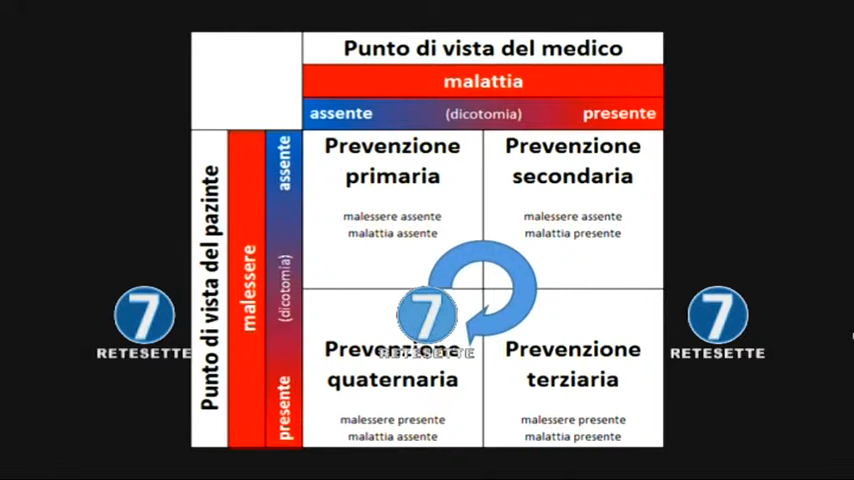 Punto di vista del medico
malattia
assente (dicotomia) presente
Punto di vista del pazinte
malessere
assente (dicotomia) presente
Prevenzione
primaria
malessere assente
malattia assente
Prevenzione
secondaria
malessere assente
malattia presente
Prevenzione
quaternaria
malessere presente
malattia assente
Prevenzione
terziaria
malessere presente
malattia presente
7
RETESETTE
7
RETESETTE
7
RETESETTE